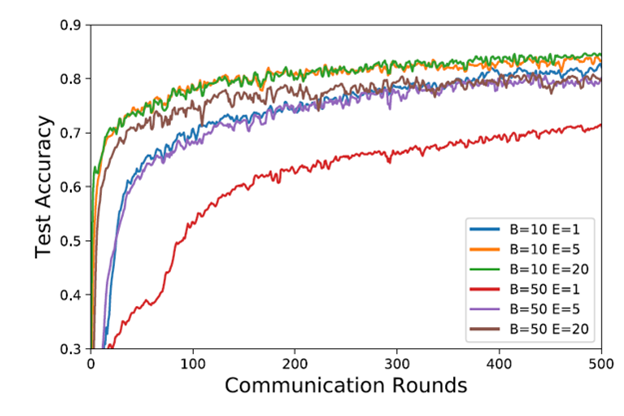 0.9
0.8
0.7
0.6
0.5
0.4
0.3
Test Accuracy
B=10 E=1
B=10 E=5
B=10 E=20
B=50 E=1
B=50 E=5
B=50 E=20
0 100 200 300 400 500
Communication Rounds